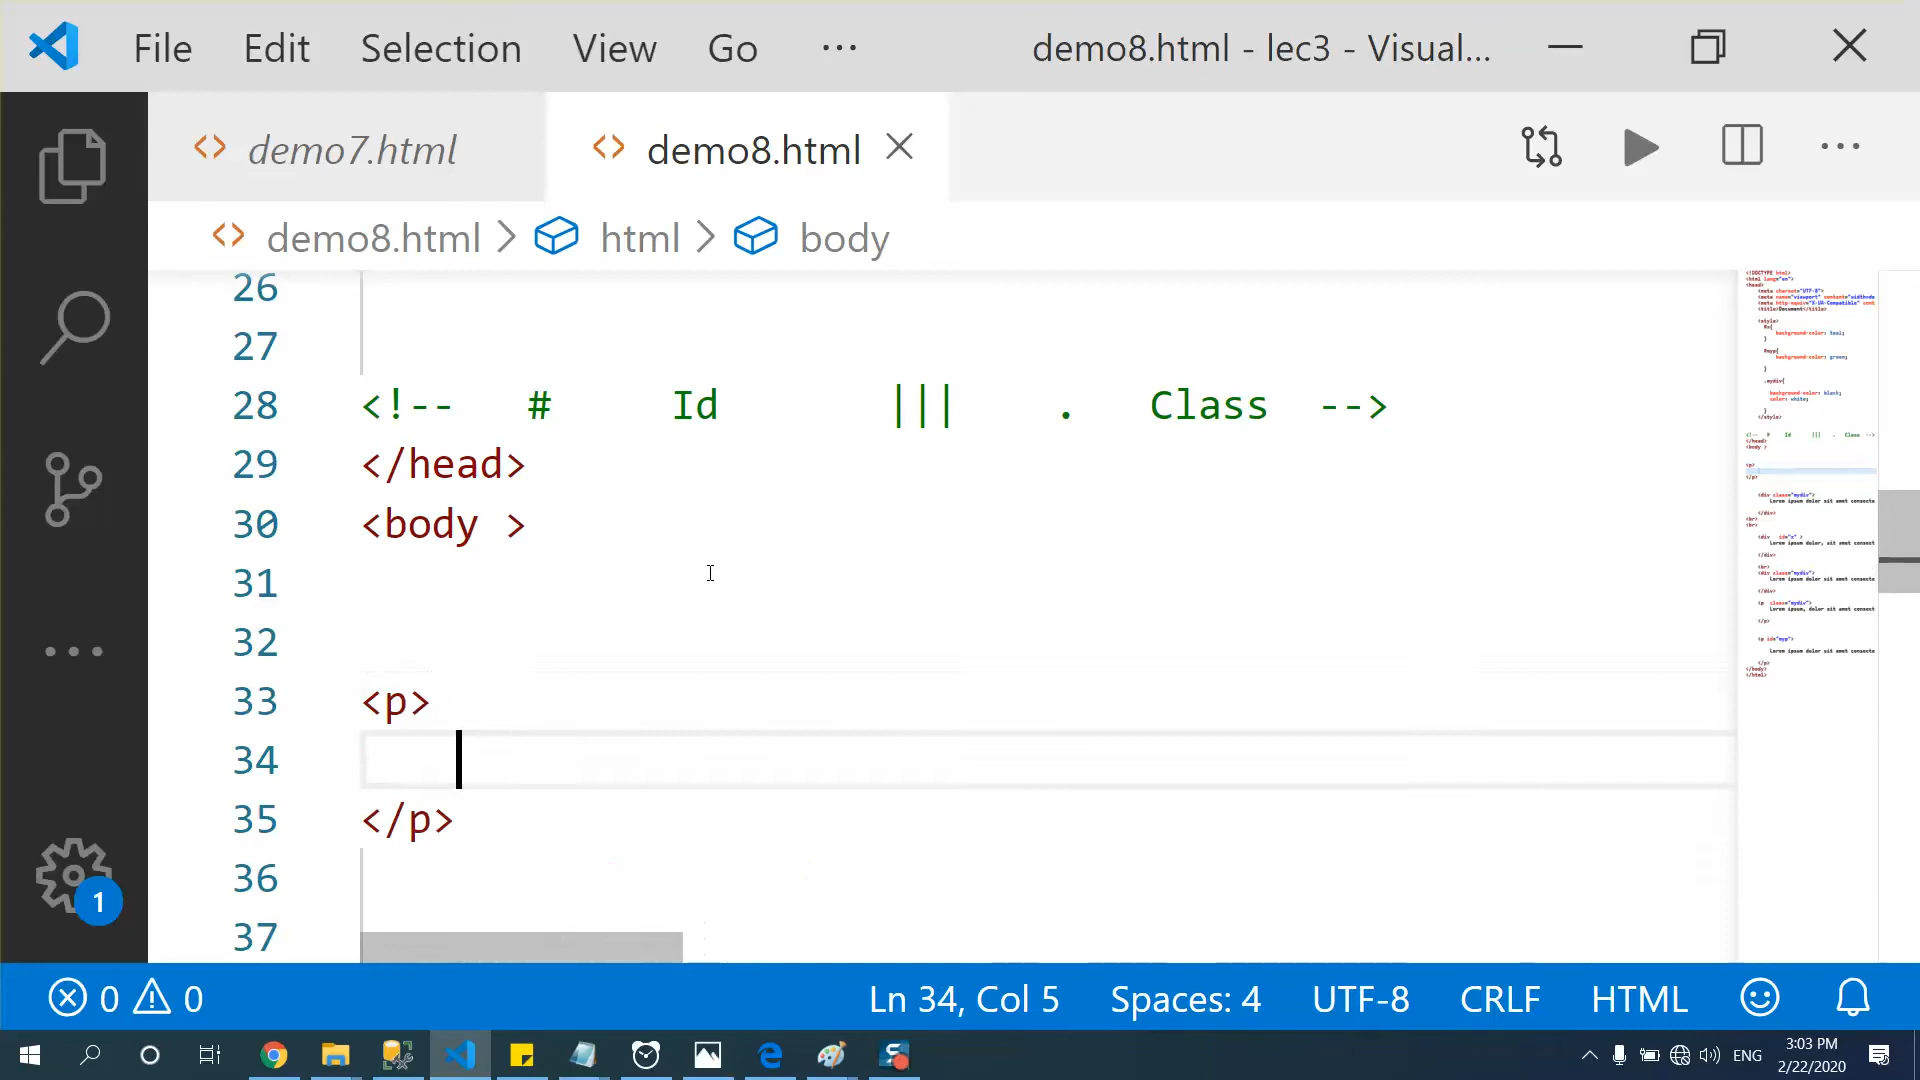 File Edit Selection View Go ··· demo8.html - lec3 - Visual...
demo7.html demo8.html
demo8.html > html > body
26
27
28 <!-- # Id ||| . Class -->
29 </head>
30 <body >
31
32
33 <p>
34
35 </p>
36
37
1
0 0 Ln 34, Col 5 Spaces: 4 UTF-8 CRLF HTML
ENG 3:03 PM
2/22/2020